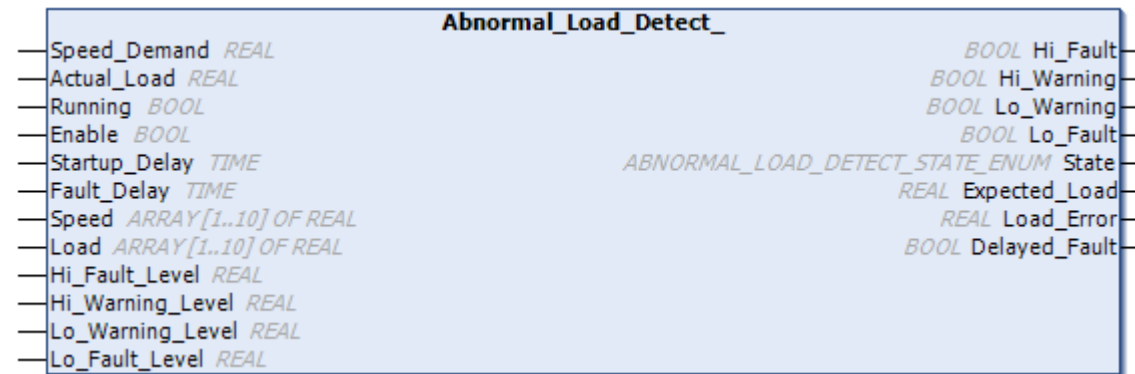 Abnormal_Load_Detect_
Speed_Demand REAL BOOL Hi_Fault
Actual_Load REAL BOOL Hi_Warning
Running BOOL BOOL Lo_Warning
Enable BOOL BOOL Lo_Fault
Startup_Delay TIME ABNORMAL_LOAD_DETECT_STATE_ENUM State
Fault_Delay TIME REAL Expected_Load
Speed ARRAY [1..10] OF REAL REAL Load_Error
Load ARRAY [1..10] OF REAL BOOL Delayed_Fault
Hi_Fault_Level REAL
Hi_Warning_Level REAL
Lo_Warning_Level REAL
Lo_Fault_Level REAL